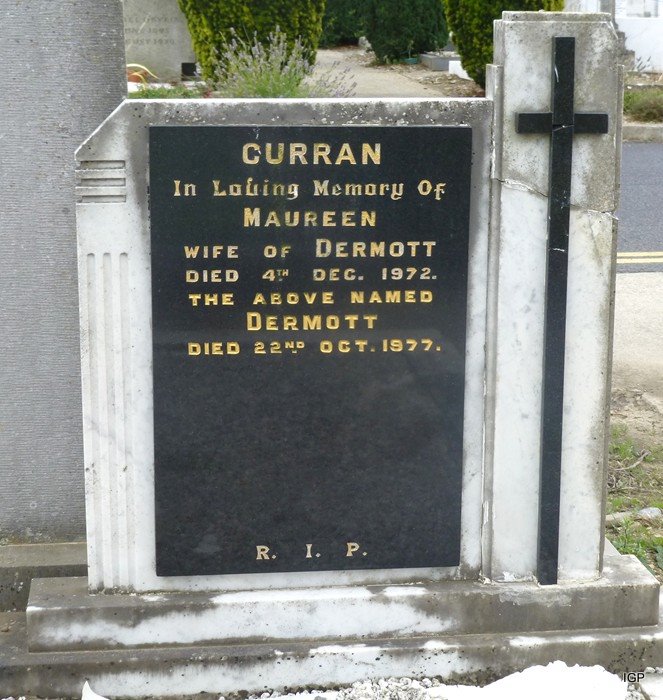 CURRAN
In Loving Memory Of
MAUREEN
WIFE OF DERMOTT
DIED 4TH DEC. 1972.
THE ABOVE NAMED
DERMOTT
DIED 22ND OCT. 1977.
R. I. P.
IGP